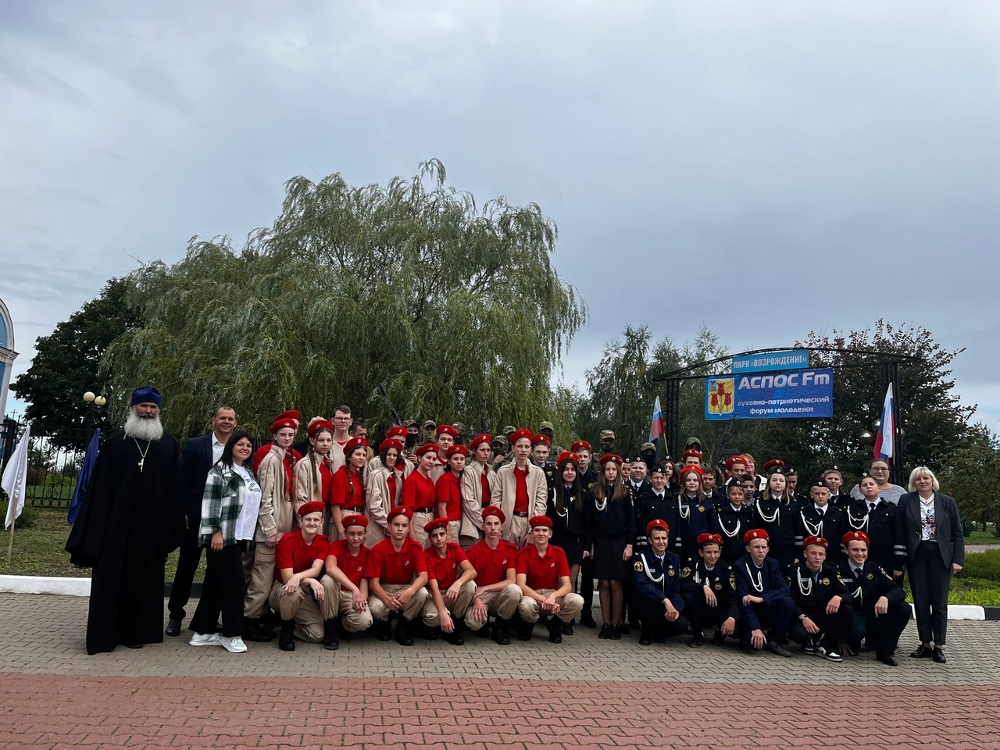 ПАРК «ВОЗРОЖДЕНИЕ»
АСПОС Fm
духовно-патриотический
форум молодежи